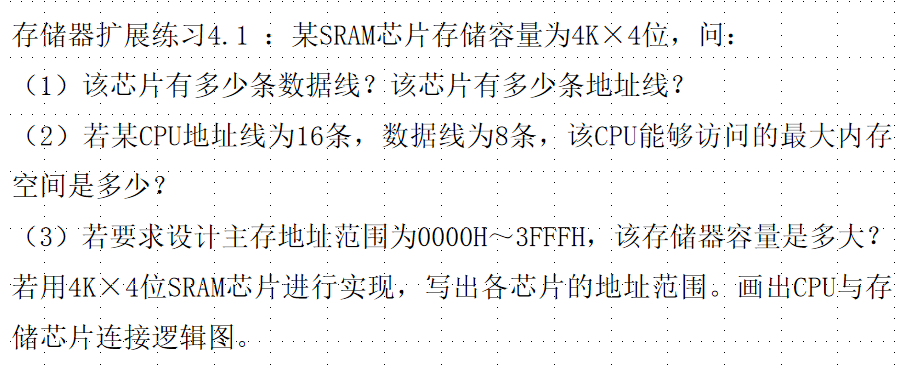 存储器扩展练习4.1 ：某SRAM芯片存储容量为4K×4位，问：
（1）该芯片有多少条数据线？该芯片有多少条地址线？
（2）若某CPU地址线为16条，数据线为8条，该CPU能够访问的最大内存
空间是多少？
（3）若要求设计主存地址范围为0000H～3FFFH，该存储器容量是多大？
若用4K×4位SRAM芯片进行实现，写出各芯片的地址范围。画出CPU与存
储芯片连接逻辑图。